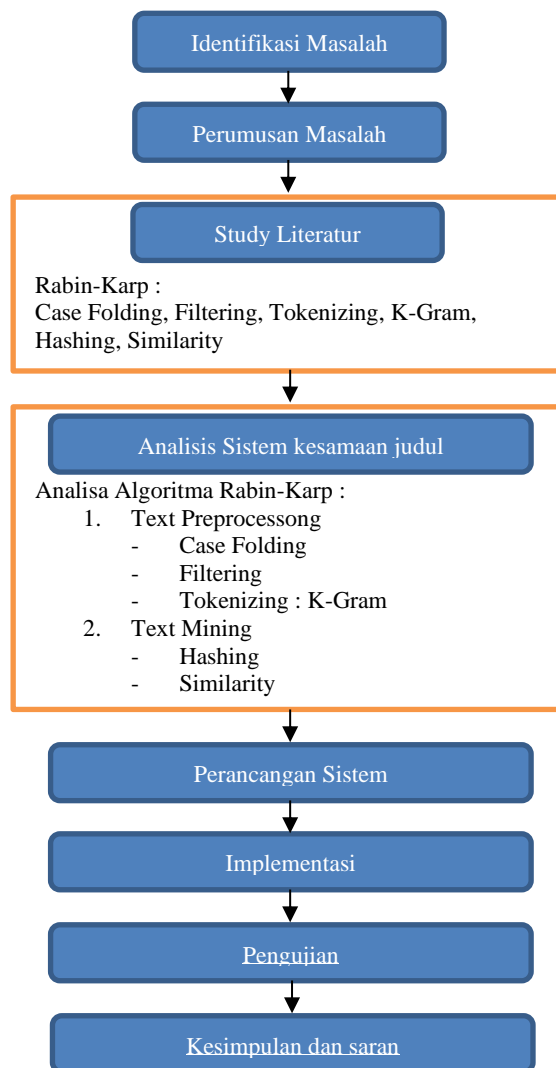 Identifikasi Masalah
Perumusan Masalah
Study Literatur
Rabin-Karp :
Case Folding, Filtering, Tokenizing, K-Gram,
Hashing, Similarity
Analisis Sistem kesamaan judul
Analisa Algoritma Rabin-Karp :
1. Text Preprocessong
- Case Folding
- Filtering
- Tokenizing : K-Gram
2. Text Mining
- Hashing
- Similarity
Perancangan Sistem
Implementasi
Pengujian
Kesimpulan dan saran